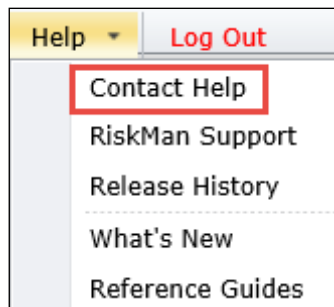 Help Log Out
Contact Help
RiskMan Support
Release History
What's New
Reference Guides